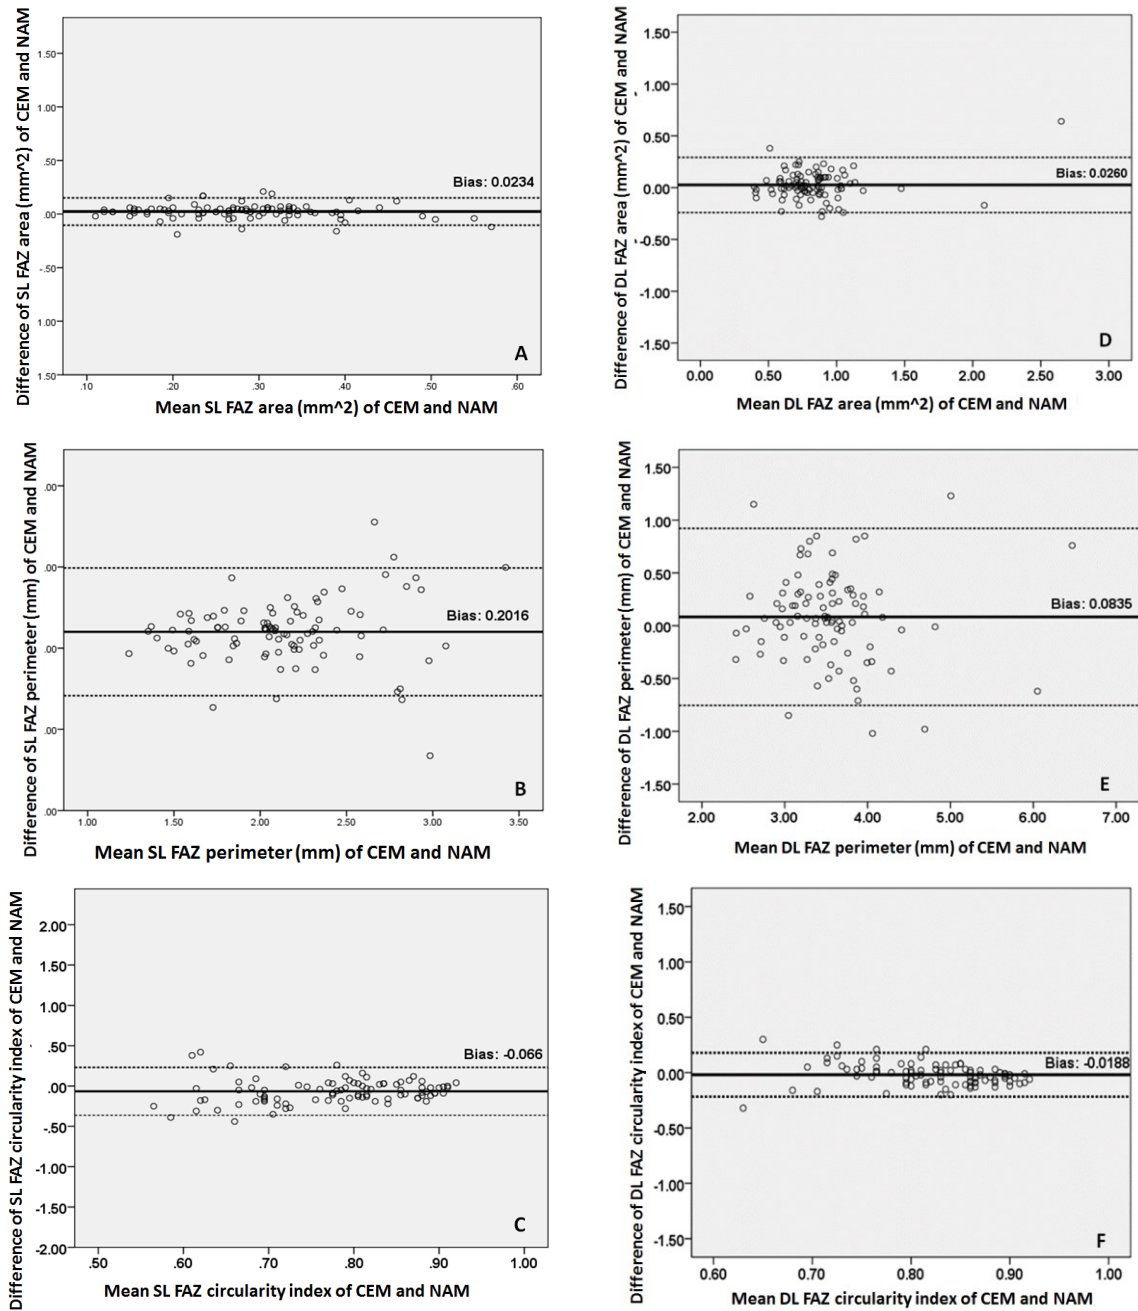 Difference of SL FAZ area (mm^2) of CEM and NAM
1.50
1.00
.50
.00
-.50
1.00
1.50
Bias: 0.0234
A
.10 .20 .30 .40 .50 .60
Mean SL FAZ area (mm^2) of CEM and NAM
Difference of DL FAZ area (mm^2) of CEM and NAM
1.50
1.00
0.50
0.00
-0.50
-1.00
-1.50
Bias: 0.0260
D
0.00 0.50 1.00 1.50 2.00 2.50 3.00
Mean DL FAZ area (mm^2) of CEM and NAM
Difference of SL FAZ perimeter (mm) of CEM and NAM
.00
.00
.00
.00
.00
Bias: 0.2016
B
1.00 1.50 2.00 2.50 3.00 3.50
Mean SL FAZ perimeter (mm) of CEM and NAM
Difference of DL FAZ perimeter (mm) of CEM and NAM
1.50
1.00
0.50
0.00
-0.50
-1.00
-1.50
Bias: 0.0835
E
2.00 3.00 4.00 5.00 6.00 7.00
Mean DL FAZ perimeter (mm) of CEM and NAM
Difference of SL FAZ circularity index of CEM and NAM
2.00
1.50
1.00
.50
.00
-.50
-1.00
-1.50
-2.00
Bias: -0.066
C
.50 .60 .70 .80 .90 1.00
Mean SL FAZ circularity index of CEM and NAM
Difference of DL FAZ circularity index of CEM and NAM
1.50
1.00
0.50
0.00
-0.50
-1.00
-1.50
Bias: -0.0188
F
0.60 0.70 0.80 0.90 1.00
Mean DL FAZ circularity index of CEM and NAM